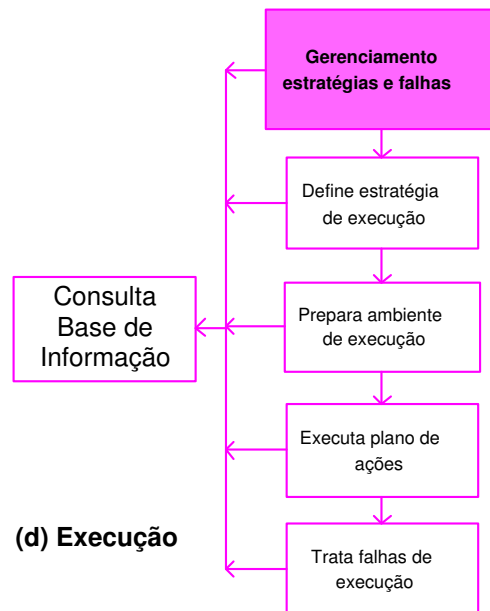 Gerenciamento
estratégias e falhas
Define estratégia
de execução
Consulta
Base de
Informação
Prepara ambiente
de execução
Executa plano de
ações
(d) Execução
Trata falhas de
execução